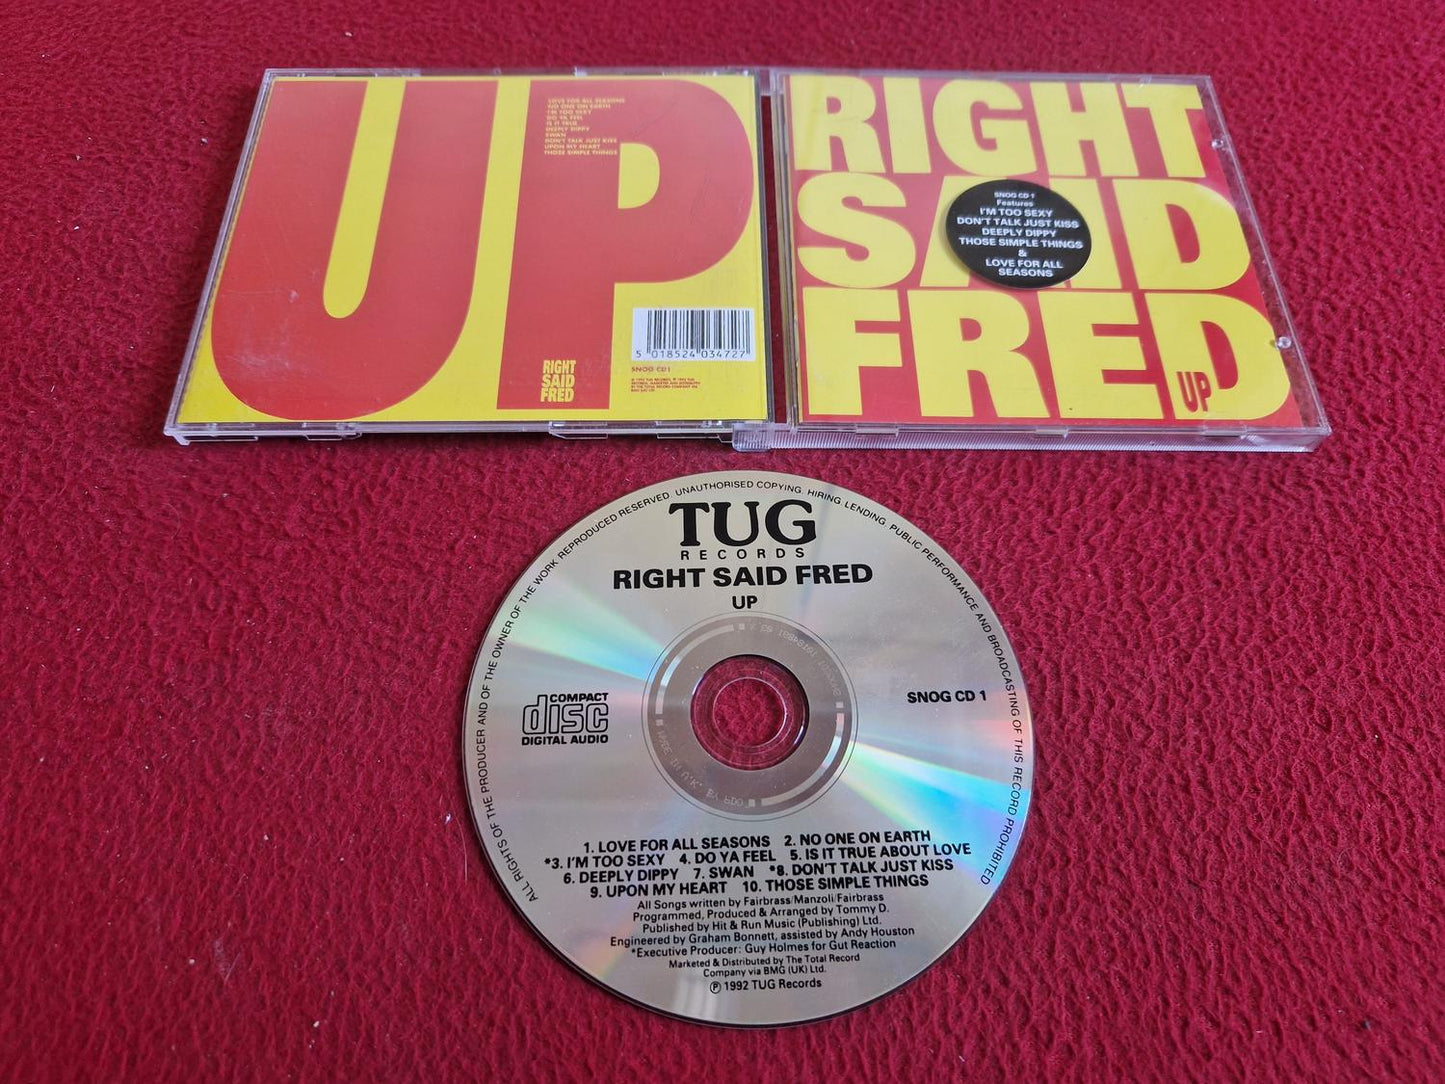 UP
LOVE FOR ALL SEASONS
NO ONE ON EARTH
I'M TOO SEXY
DO YA FEEL
IS IT TRUE
DEEPLY DIPPY
SWAN
DON'T TALK JUST KISS
UPON MY HEART
THOSE SIMPLE THINGS
5 018524 034727
SNOG CD1
RIGHT
SAID
FRED
RIGHT
SAID
FRED
UP
SNOG CD 1
Features
I'M TOO SEXY
DON'T TALK JUST KISS
DEEPLY DIPPY
THOSE SIMPLE THINGS
&
LOVE FOR ALL
SEASONS
ALL RIGHTS OF THE PRODUCER AND OF THE OWNER OF THE WORK REPRODUCED RESERVED UNAUTHORISED COPYING, HIRING, LENDING, PUBLIC PERFORMANCE AND BROADCASTING OF THIS RECORD PROHIBITED
TUG
RECORDS
RIGHT SAID FRED
UP
COMPACT
disc
DIGITAL AUDIO
SNOG CD 1
1. LOVE FOR ALL SEASONS 2. NO ONE ON EARTH
*3. I'M TOO SEXY 4. DO YA FEEL 5. IS IT TRUE ABOUT LOVE
6. DEEPLY DIPPY 7. SWAN *8. DON'T TALK JUST KISS
9. UPON MY HEART 10. THOSE SIMPLE THINGS
All Songs written by Fairbrass/Manzoli/Fairbrass
Programmed, Produced & Arranged by Tommy D.
Published by Hit & Run Music (Publishing) Ltd.
Engineered by Graham Bonnett, assisted by Andy Houston
*Executive Producer: Guy Holmes for Gut Reaction
Marketed & Distributed by The Total Record
Company via BMG (UK) Ltd.
Ⓟ 1992 TUG Records